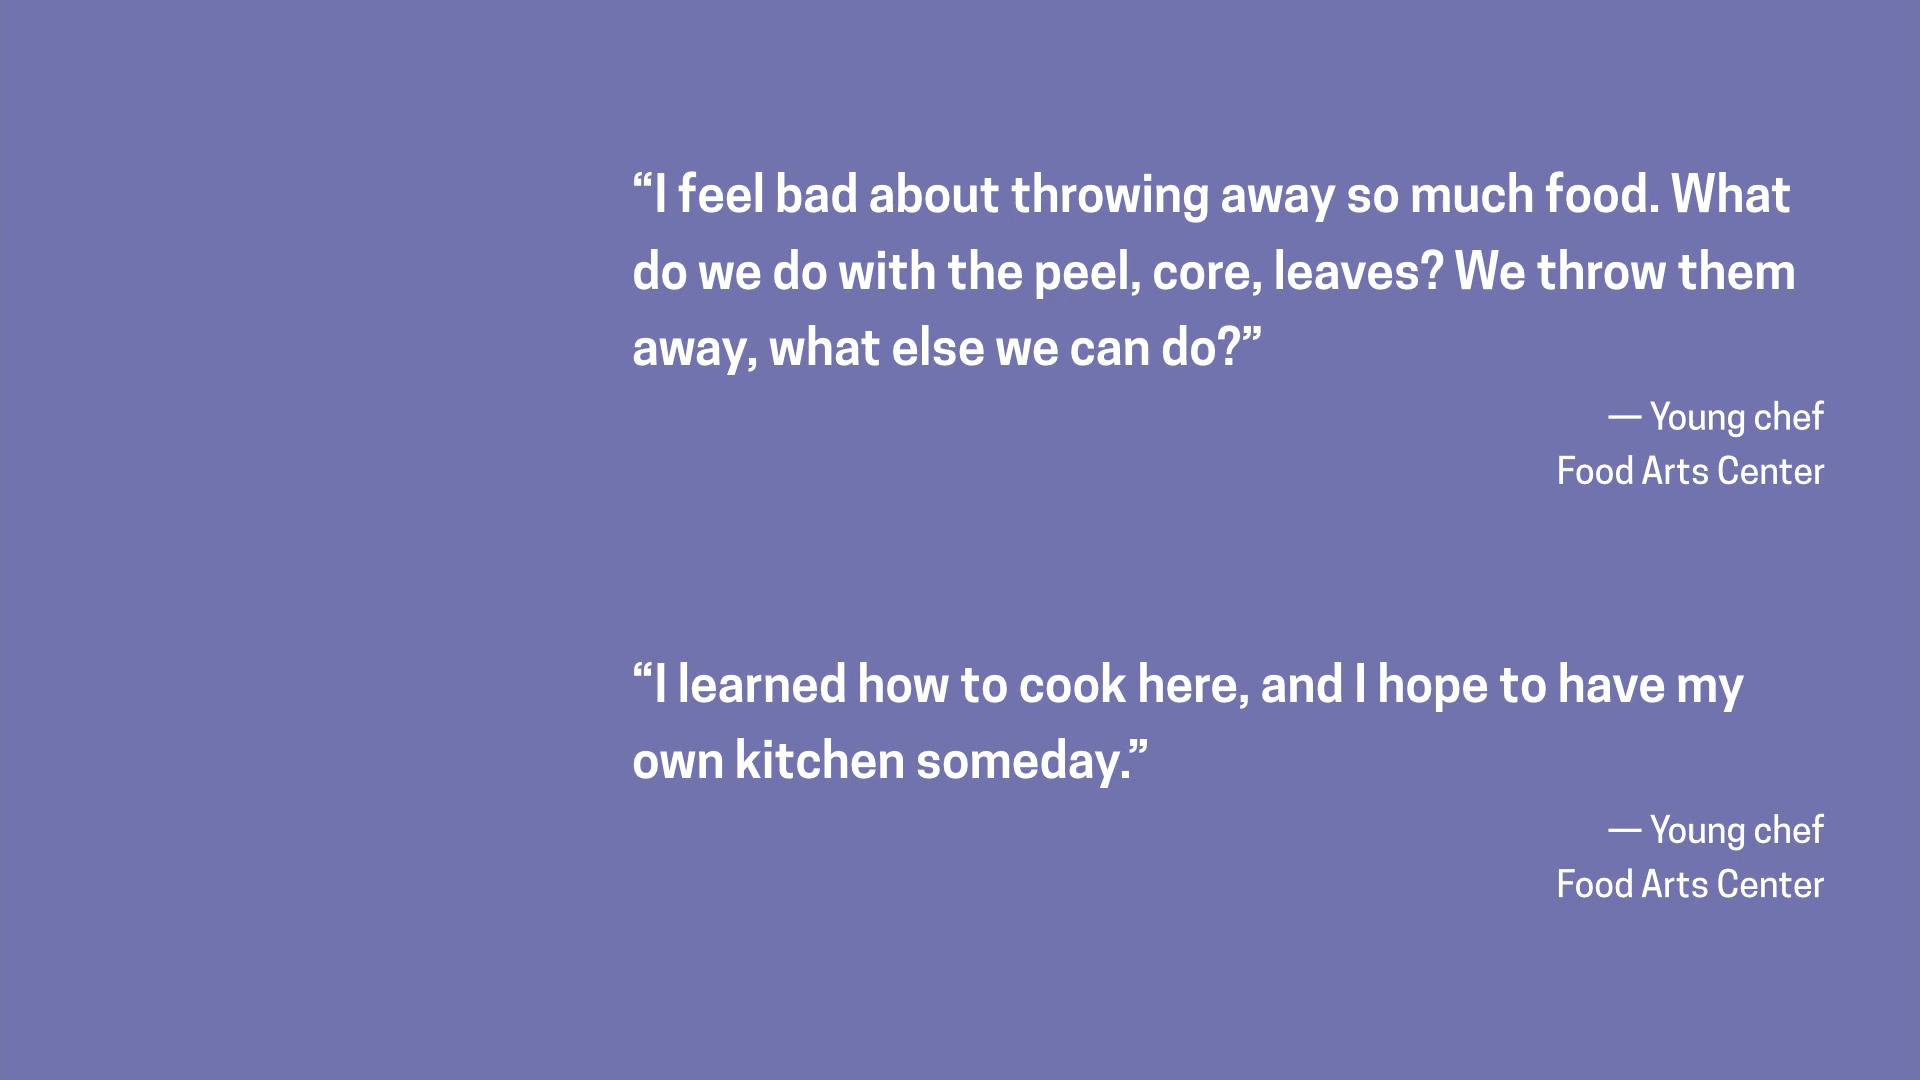 “I feel bad about throwing away so much food. What
do we do with the peel, core, leaves? We throw them
away, what else we can do?”
— Young chef
Food Arts Center
“I learned how to cook here, and I hope to have my
own kitchen someday.”
— Young chef
Food Arts Center